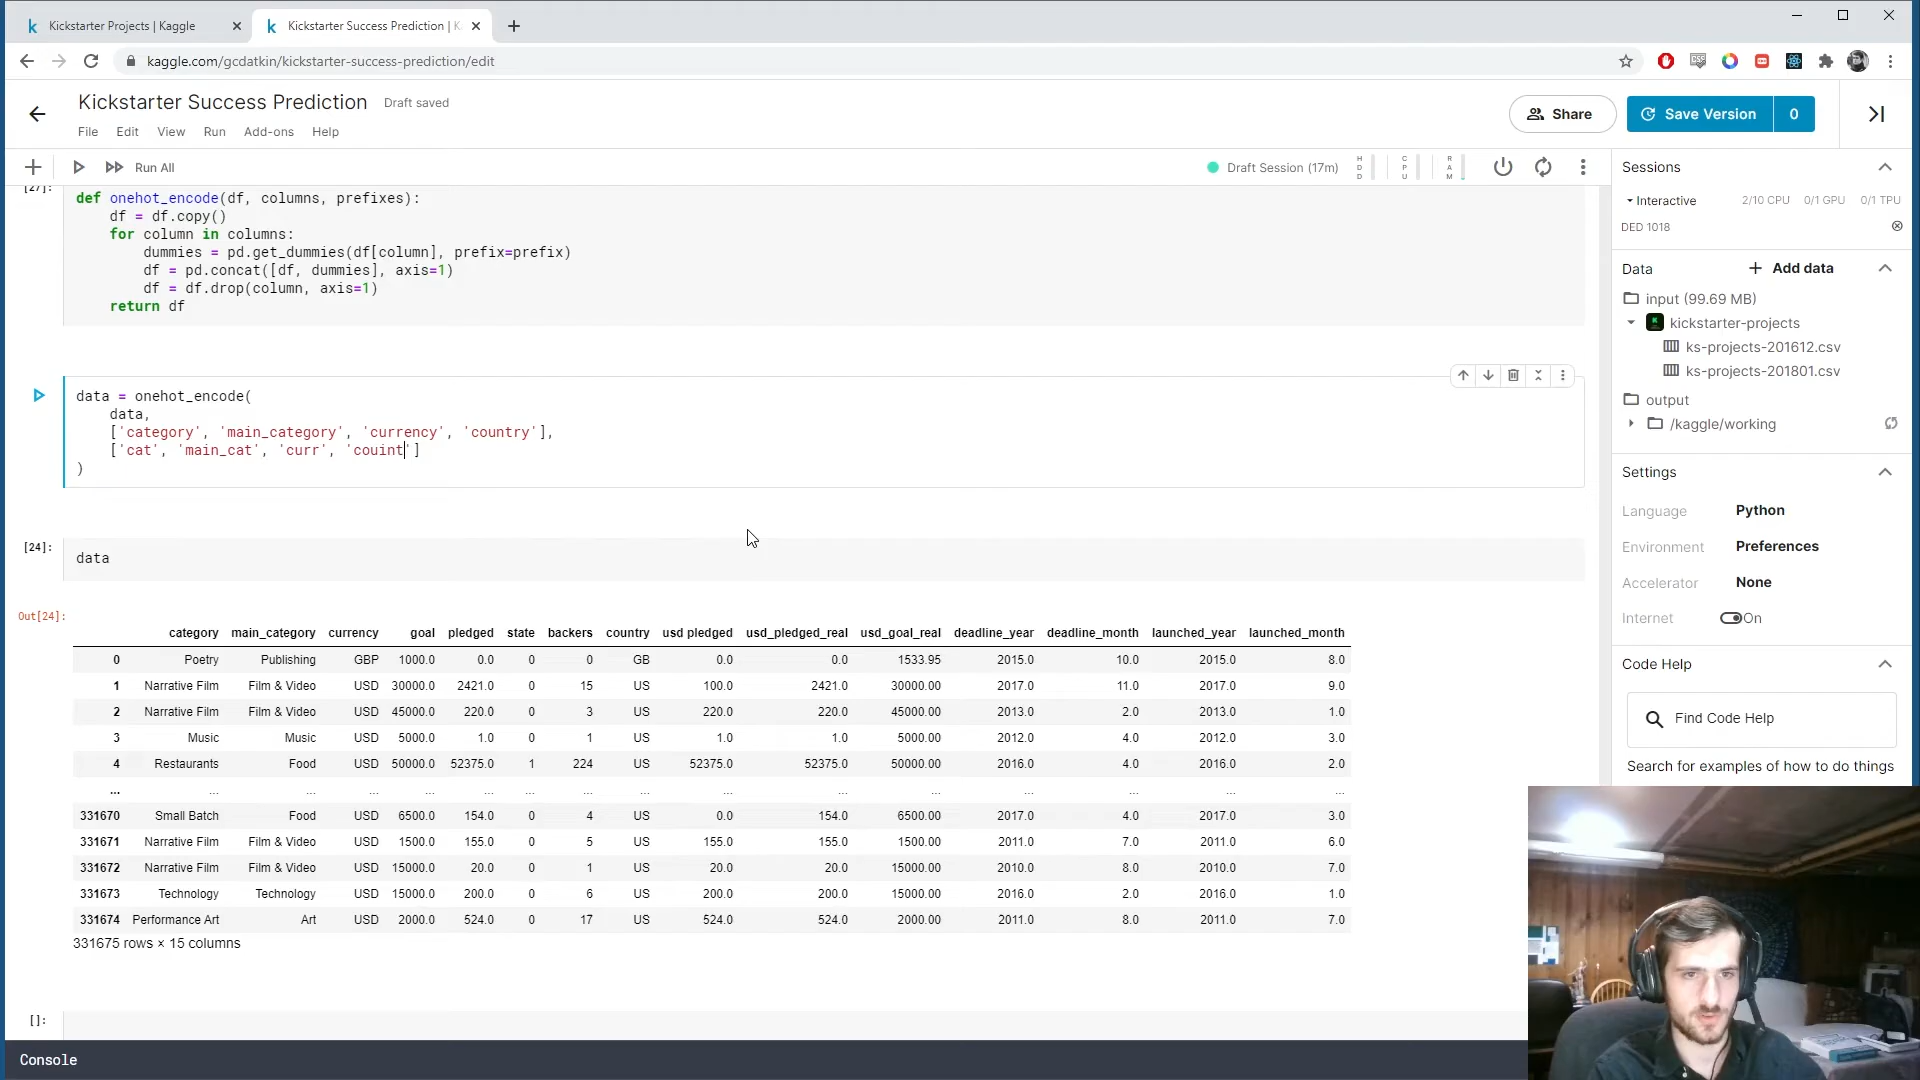 Kickstarter Projects | Kaggle
Kickstarter Success Prediction | K
kaggle.com/gcdatkin/kickstarter-success-prediction/edit
Kickstarter Success Prediction Draft saved
File Edit View Run Add-ons Help
Share
Save Version 0
Run All
Draft Session (17m) HDD CPU RAM
[27]:
def onehot_encode(df, columns, prefixes):
df = df.copy()
for column in columns:
dummies = pd.get_dummies(df[column], prefix=prefix)
df = pd.concat([df, dummies], axis=1)
df = df.drop(column, axis=1)
return df
data = onehot_encode(
data,
['category', 'main_category', 'currency', 'country'],
['cat', 'main_cat', 'curr', 'couint']
)
[24]:
data
Out[24]:
category main_category currency goal pledged state backers country usd pledged usd_pledged_real usd_goal_real deadline_year deadline_month launched_year launched_month
0 Poetry Publishing GBP 1000.0 0.0 0 0 GB 0.0 0.0 1533.95 2015.0 10.0 2015.0 8.0
1 Narrative Film Film & Video USD 30000.0 2421.0 0 15 US 100.0 2421.0 30000.00 2017.0 11.0 2017.0 9.0
2 Narrative Film Film & Video USD 45000.0 220.0 0 3 US 220.0 220.0 45000.00 2013.0 2.0 2013.0 1.0
3 Music Music USD 5000.0 1.0 0 1 US 1.0 1.0 5000.00 2012.0 4.0 2012.0 3.0
4 Restaurants Food USD 50000.0 52375.0 1 224 US 52375.0 52375.0 50000.00 2016.0 4.0 2016.0 2.0
... ... ... ... ... ... ... ... ... ... ... ... ... ... ... ...
331670 Small Batch Food USD 6500.0 154.0 0 4 US 0.0 154.0 6500.00 2017.0 4.0 2017.0 3.0
331671 Narrative Film Film & Video USD 1500.0 155.0 0 5 US 155.0 155.0 1500.00 2011.0 7.0 2011.0 6.0
331672 Narrative Film Film & Video USD 15000.0 20.0 0 1 US 20.0 20.0 15000.00 2010.0 8.0 2010.0 7.0
331673 Technology Technology USD 15000.0 200.0 0 6 US 200.0 200.0 15000.00 2016.0 2.0 2016.0 1.0
331674 Performance Art Art USD 2000.0 524.0 0 17 US 524.0 524.0 2000.00 2011.0 8.0 2011.0 7.0
331675 rows × 15 columns
[]:
Console
Sessions
Interactive 2/10 CPU 0/1 GPU 0/1 TPU
DED 1018
Data + Add data
input (99.69 MB)
kickstarter-projects
ks-projects-201612.csv
ks-projects-201801.csv
output
/kaggle/working
Settings
Language Python
Environment Preferences
Accelerator None
Internet On
Code Help
Find Code Help
Search for examples of how to do things